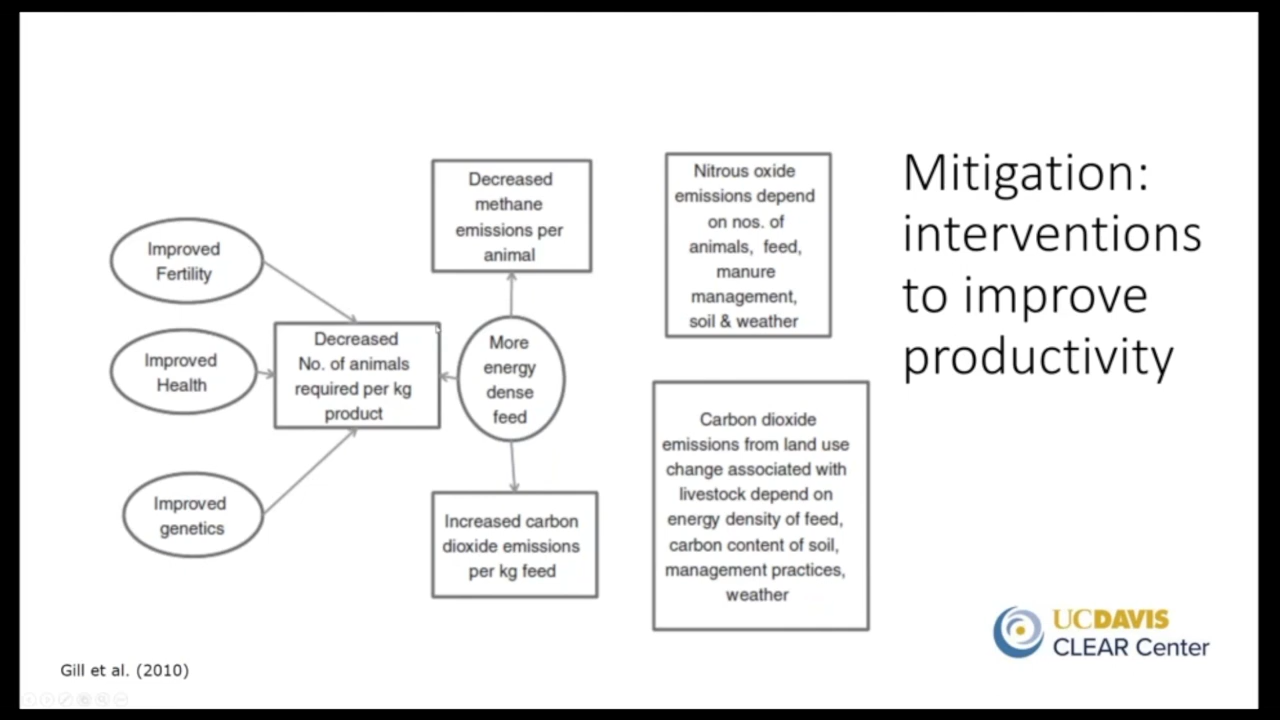 Mitigation:
interventions
to improve
productivity
Improved
Fertility
Improved
Health
Improved
genetics
Decreased
No. of animals
required per kg
product
Decreased
methane
emissions per
animal
More
energy
dense
feed
Increased carbon
dioxide emissions
per kg feed
Nitrous oxide
emissions depend
on nos. of
animals, feed,
manure
management,
soil & weather
Carbon dioxide
emissions from land use
change associated with
livestock depend on
energy density of feed,
carbon content of soil,
management practices,
weather
Gill et al. (2010)
UCDAVIS
CLEAR Center